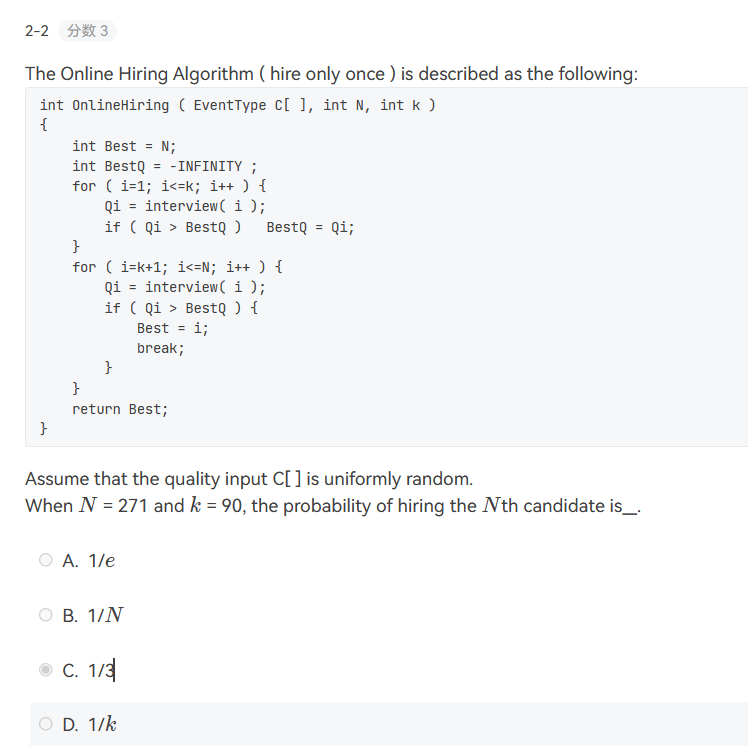 2-2 分数 3
The Online Hiring Algorithm ( hire only once ) is described as the following:
int OnlineHiring ( EventType C[ ], int N, int k )
{
    int Best = N;
    int BestQ = -INFINITY ;
    for ( i=1; i<=k; i++ ) {
        Qi = interview( i );
        if ( Qi > BestQ )   BestQ = Qi;
    }
    for ( i=k+1; i<=N; i++ ) {
        Qi = interview( i );
        if ( Qi > BestQ ) {
            Best = i;
            break;
        }
    }
    return Best;
}
Assume that the quality input C[ ] is uniformly random.
When N = 271 and k = 90, the probability of hiring the Nth candidate is__.
A. 1/e
B. 1/N
C. 1/3
D. 1/k